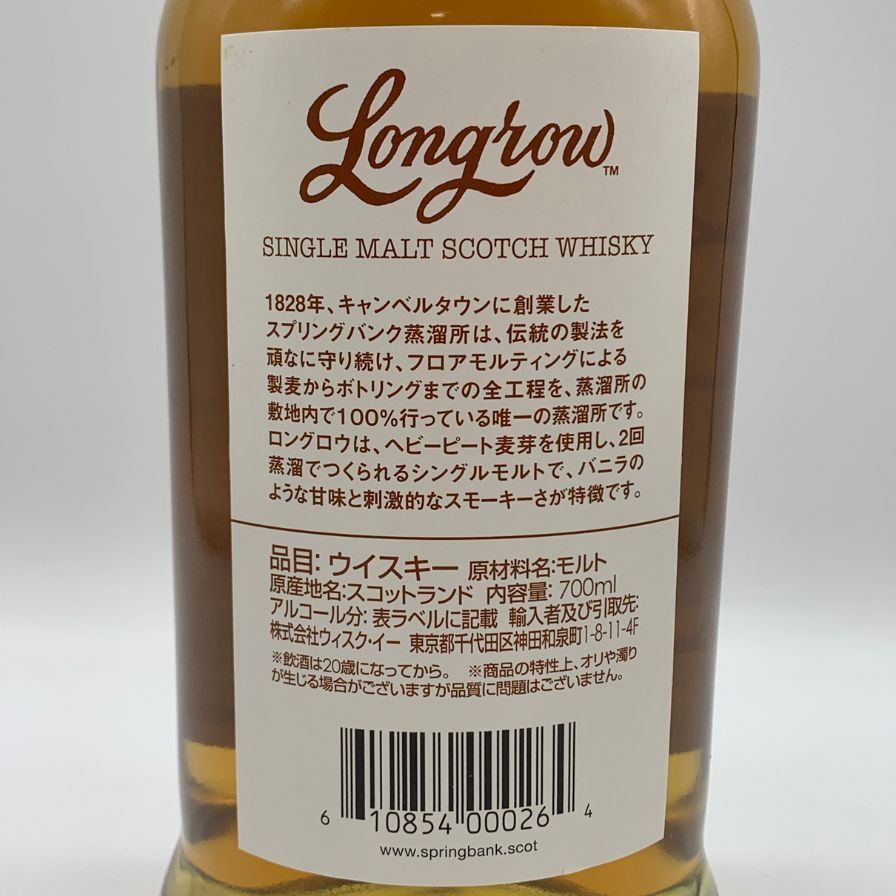 Longrow™
SINGLE MALT SCOTCH WHISKY
1828年、キャンベルタウンに創業した
スプリングバンク蒸溜所は、伝統の製法を
頑なに守り続け、フロアモルティングによる
製麦からボトリングまでの全工程を、蒸溜所の
敷地内で100%行っている唯一の蒸溜所です。
ロングロウは、ヘビーピート麦芽を使用し、2回
蒸溜でつくられるシングルモルトで、バニラの
ような甘味と刺激的なスモーキーさが特徴です。
品目: ウイスキー 原材料名:モルト
原産地名:スコットランド 内容量: 700ml
アルコール分: 表ラベルに記載 輸入者及び引取先:
株式会社ウィスク・イー 東京都千代田区神田和泉町1-8-11-4F
※飲酒は20歳になってから。 ※商品の特性上、オリや濁り
が生じる場合がございますが品質に問題はございません。
6 10854 00026 4
www.springbank.scot